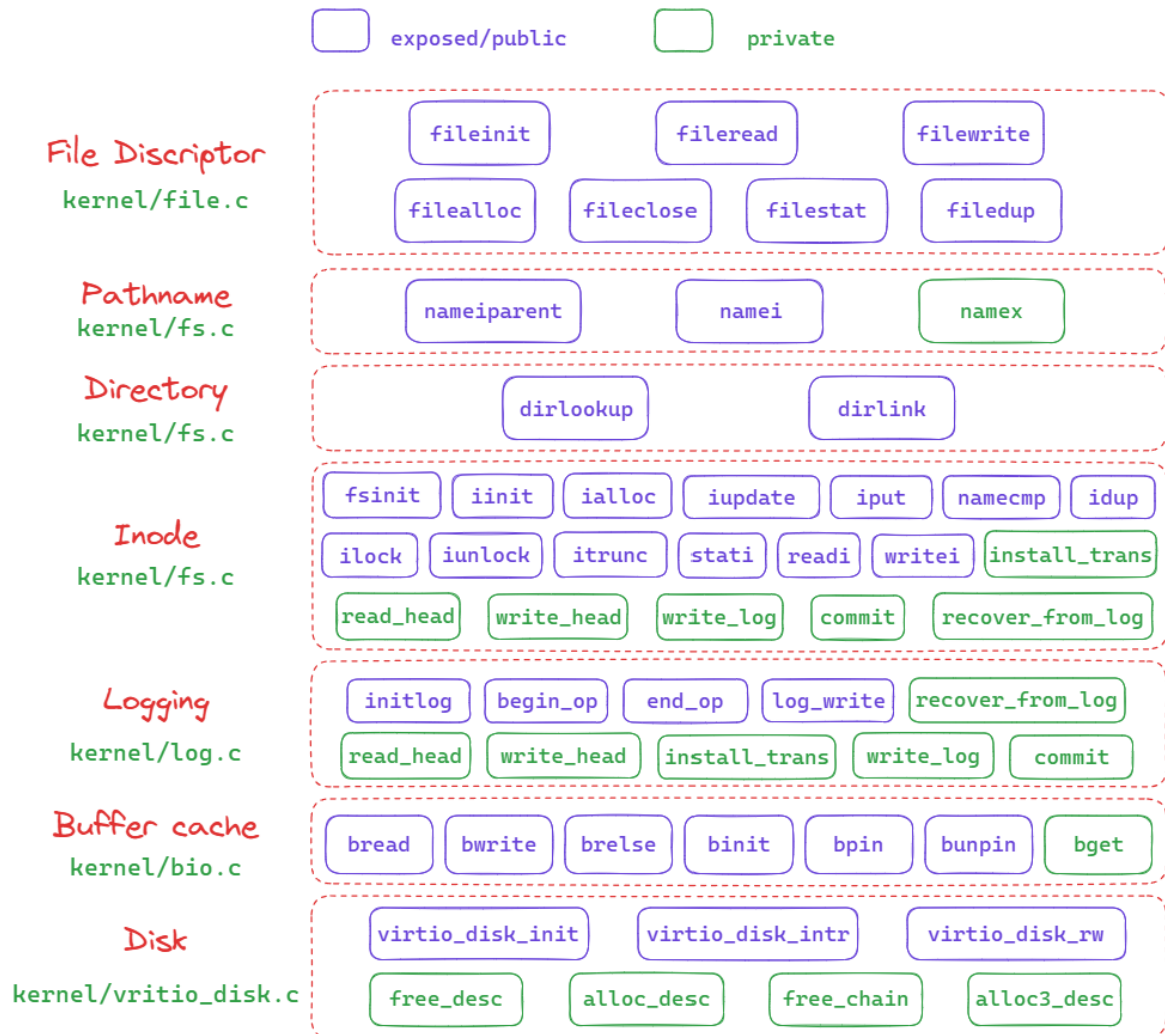 exposed/public private
File Discriptor
kernel/file.c
fileinit fileread filewrite
filealloc fileclose filestat filedup
Pathname
kernel/fs.c
nameiparent namei namex
Directory
kernel/fs.c
dirlookup dirlink
Inode
kernel/fs.c
fsinit iinit ialloc iupdate iput namecmp idup
ilock iunlock itrunc stati readi writei install_trans
read_head write_head write_log commit recover_from_log
Logging
kernel/log.c
initlog begin_op end_op log_write recover_from_log
read_head write_head install_trans write_log commit
Buffer cache
kernel/bio.c
bread bwrite brelse binit bpin bunpin bget
Disk
kernel/vritio_disk.c
virtio_disk_init virtio_disk_intr virtio_disk_rw
free_desc alloc_desc free_chain alloc3_desc